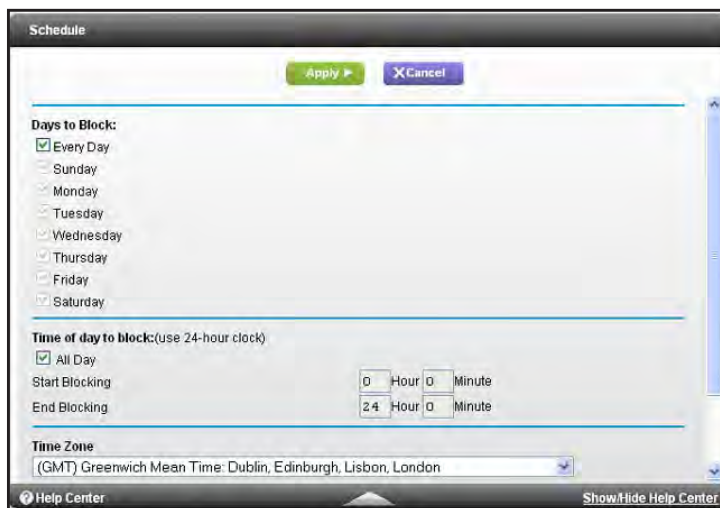 Schedule
Apply
Cancel
Days to Block:
Every Day
Sunday
Monday
Tuesday
Wednesday
Thursday
Friday
Saturday
Time of day to block:(use 24-hour clock)
All Day
Start Blocking 0 Hour 0 Minute
End Blocking 24 Hour 0 Minute
Time Zone
(GMT) Greenwich Mean Time: Dublin, Edinburgh, Lisbon, London
Help Center Show/Hide Help Center